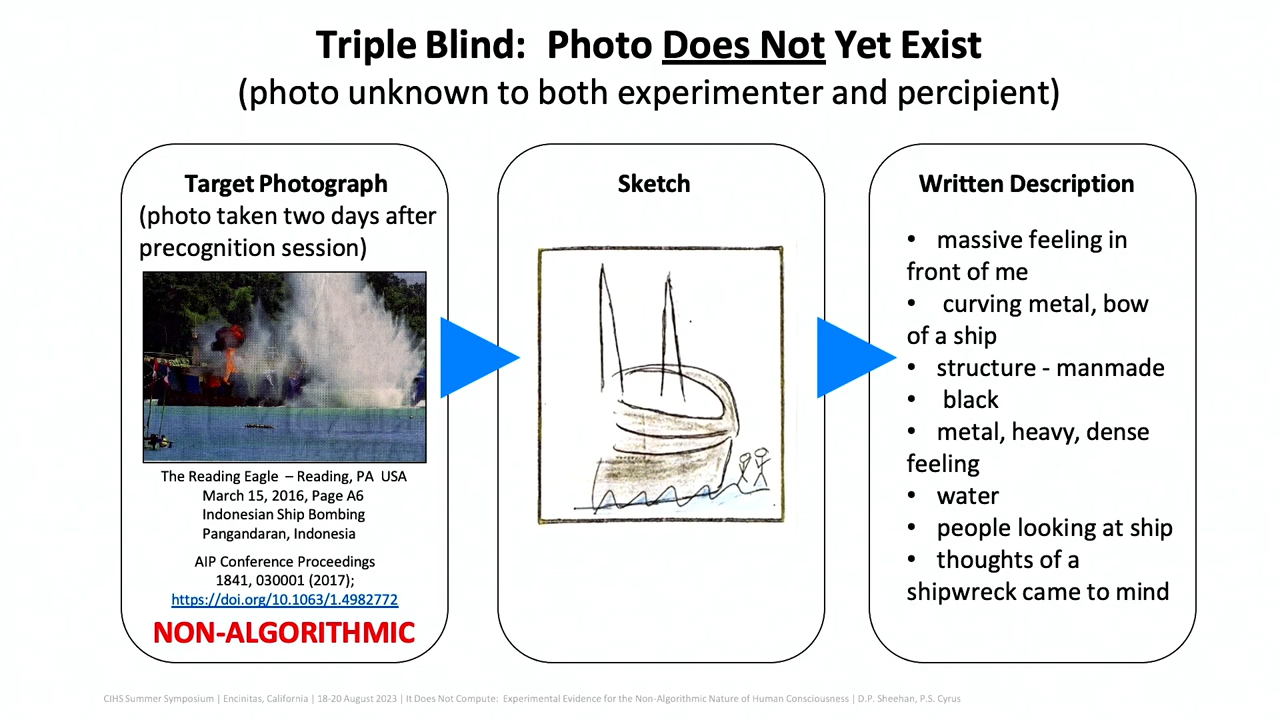 Triple Blind: Photo Does Not Yet Exist
(photo unknown to both experimenter and percipient)
Target Photograph
(photo taken two days after
precognition session)
The Reading Eagle – Reading, PA USA
March 15, 2016, Page A6
Indonesian Ship Bombing
Pangandaran, Indonesia
AIP Conference Proceedings
1841, 030001 (2017);
https://doi.org/10.1063/1.4982772
NON-ALGORITHMIC
Sketch
Written Description
• massive feeling in
front of me
• curving metal, bow
of a ship
• structure - manmade
• black
• metal, heavy, dense
feeling
• water
• people looking at ship
• thoughts of a
shipwreck came to mind
CIHS Summer Symposium | Encinitas, California | 18-20 August 2023 | It Does Not Compute: Experimental Evidence for the Non-Algorithmic Nature of Human Consciousness | D.P. Sheehan, P.S. Cyrus